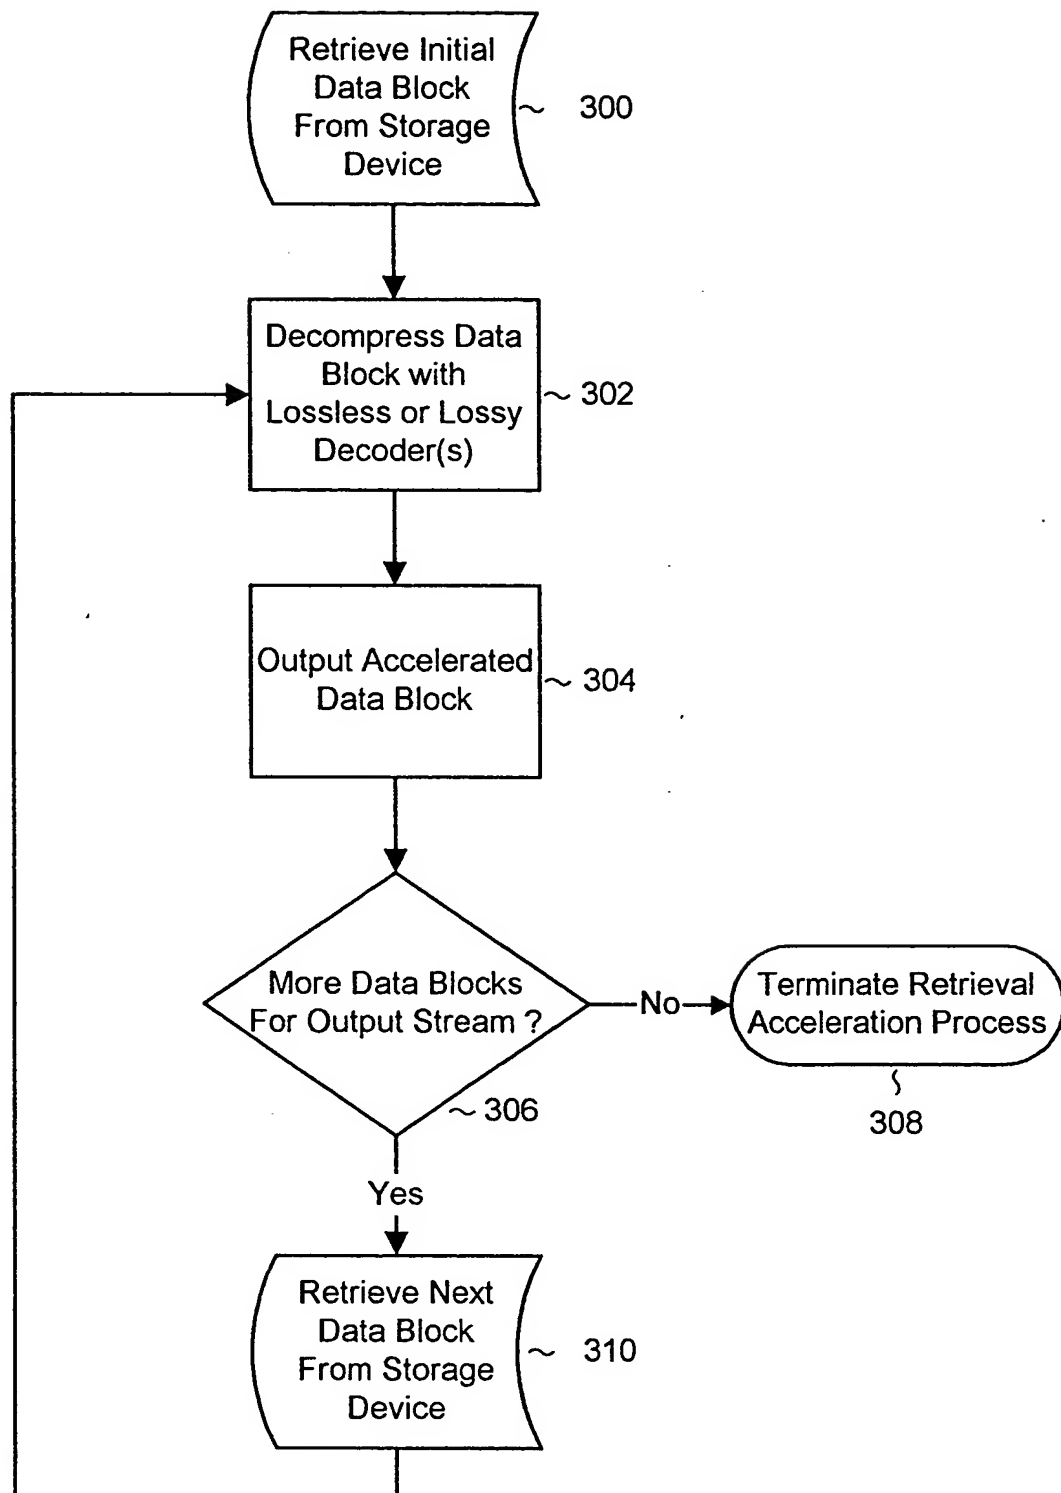 Retrieve Initial
Data Block
From Storage
Device
300
Decompress Data
Block with
Lossless or Lossy
Decoder(s)
302
Output Accelerated
Data Block
304
More Data Blocks
For Output Stream ?
306
No
Terminate Retrieval
Acceleration Process
308
Yes
Retrieve Next
Data Block
From Storage
Device
310